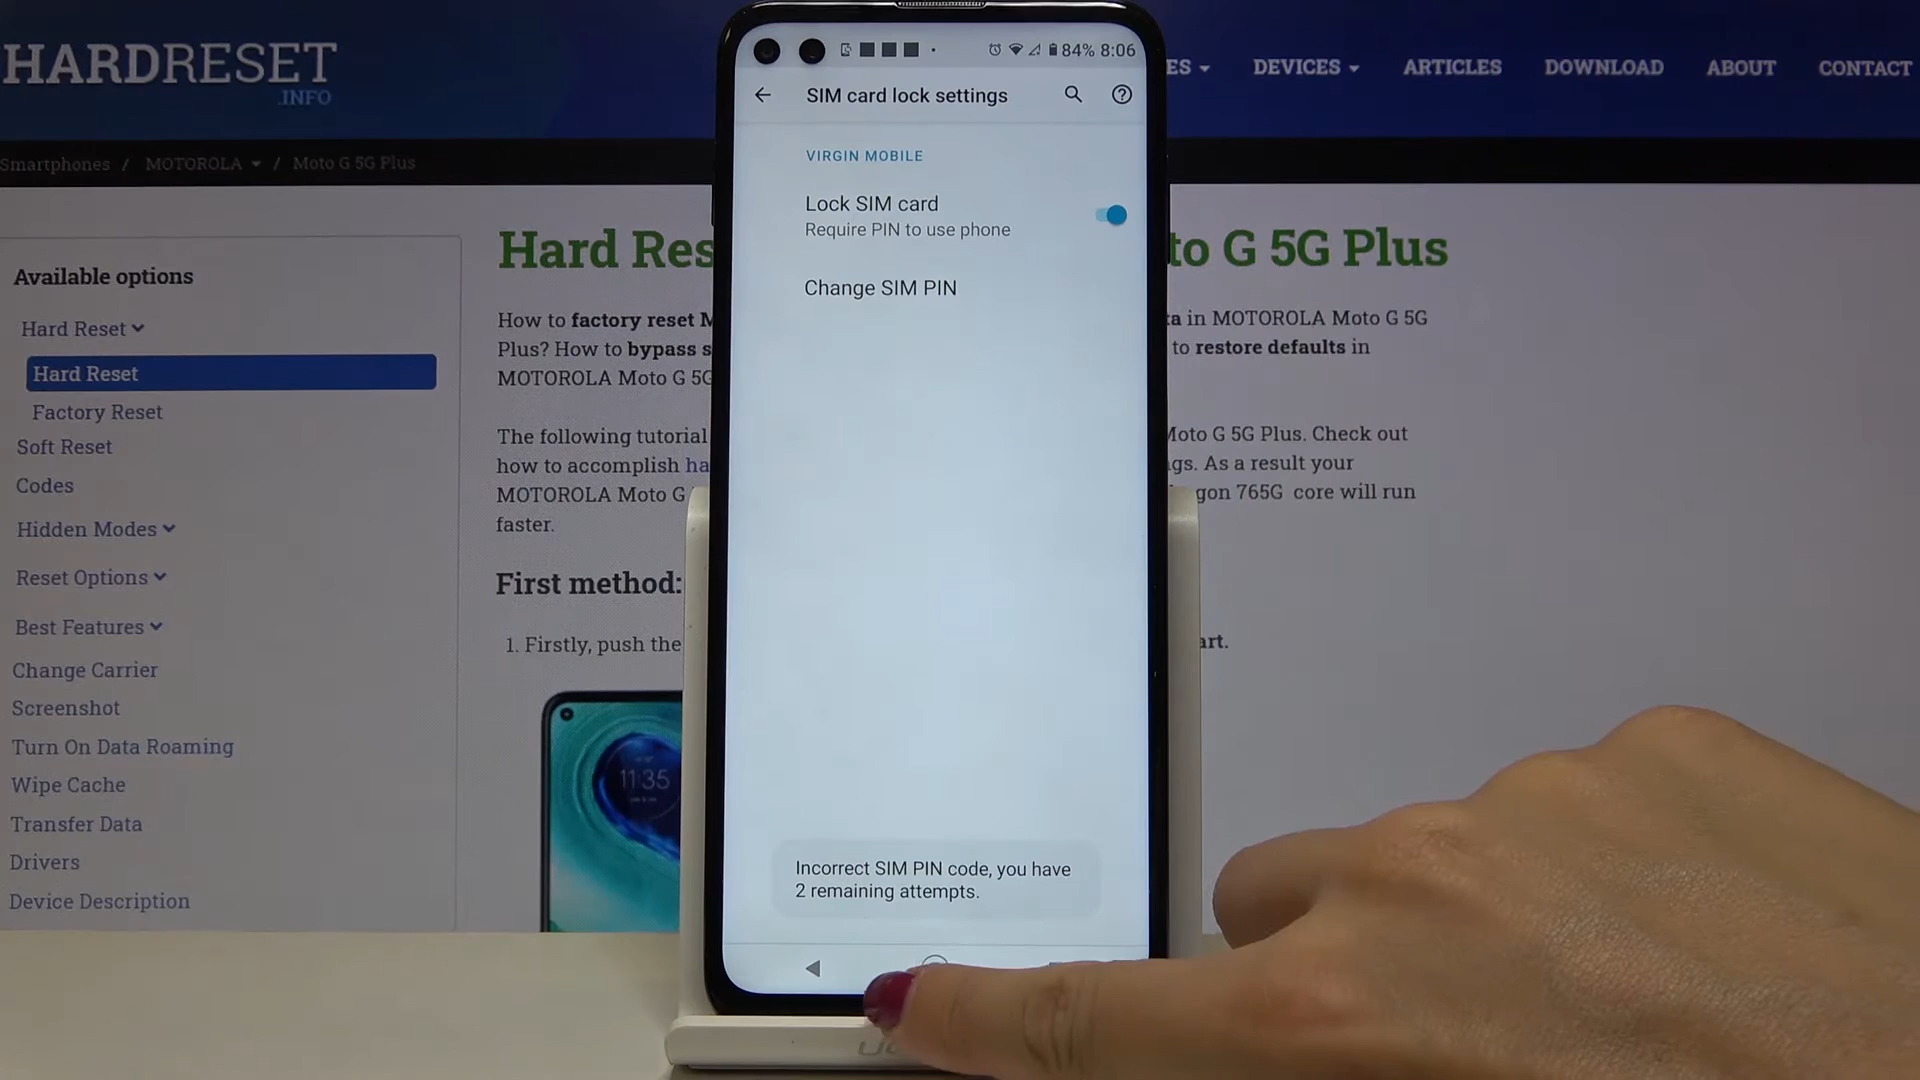 HARDRESET
.INFO
ES
DEVICES
ARTICLES
DOWNLOAD
ABOUT
CONTACT
Smartphones / MOTOROLA / Moto G 5G Plus
Available options
Hard Reset
Hard Reset
Factory Reset
Soft Reset
Codes
Hidden Modes
Reset Options
Best Features
Change Carrier
Screenshot
Turn On Data Roaming
Wipe Cache
Transfer Data
Drivers
Device Description
Hard Res
to G 5G Plus
How to factory reset M
a in MOTOROLA Moto G 5G
Plus? How to bypass s
to restore defaults in
MOTOROLA Moto G 5G
The following tutorial
Moto G 5G Plus. Check out
how to accomplish ha
gs. As a result your
MOTOROLA Moto G
gon 765G core will run
faster.
First method:
1. Firstly, push the
art.
11:35
84% 8:06
SIM card lock settings
VIRGIN MOBILE
Lock SIM card
Require PIN to use phone
Change SIM PIN
Incorrect SIM PIN code, you have
2 remaining attempts.